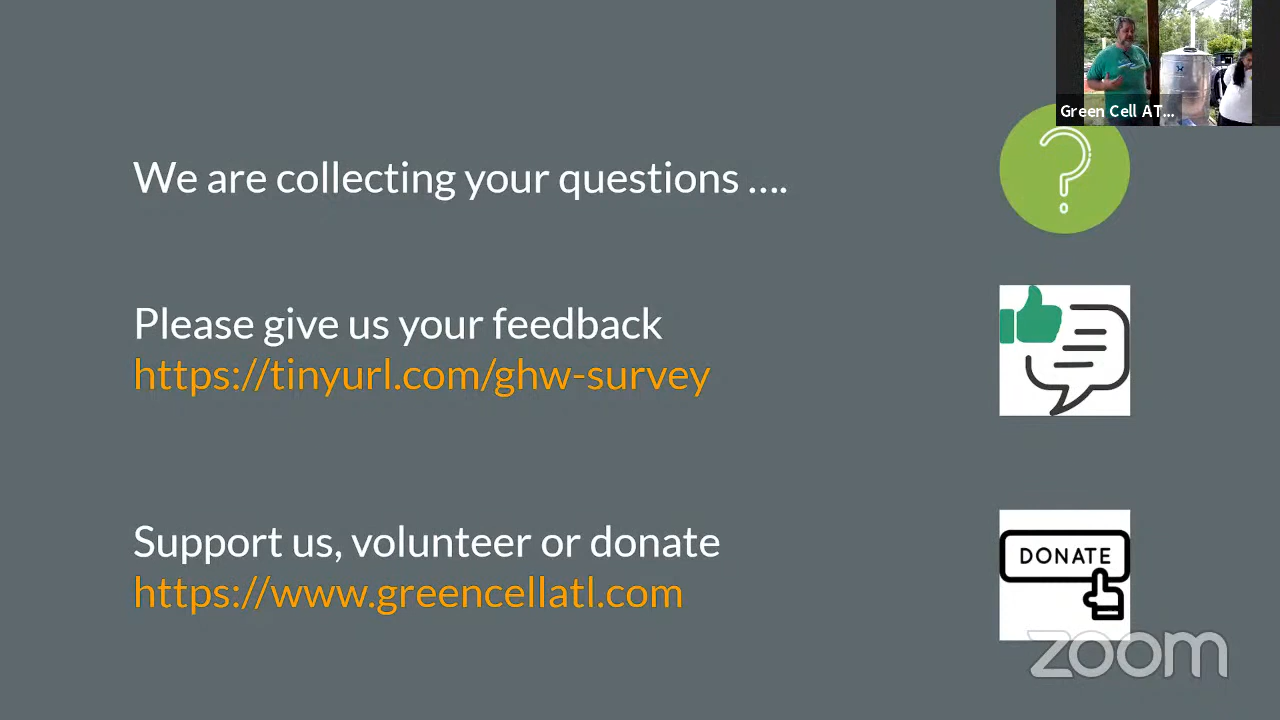 Green Cell AT...
We are collecting your questions ....
Please give us your feedback
https://tinyurl.com/ghw-survey
Support us, volunteer or donate
https://www.greencellatl.com
DONATE
zoom